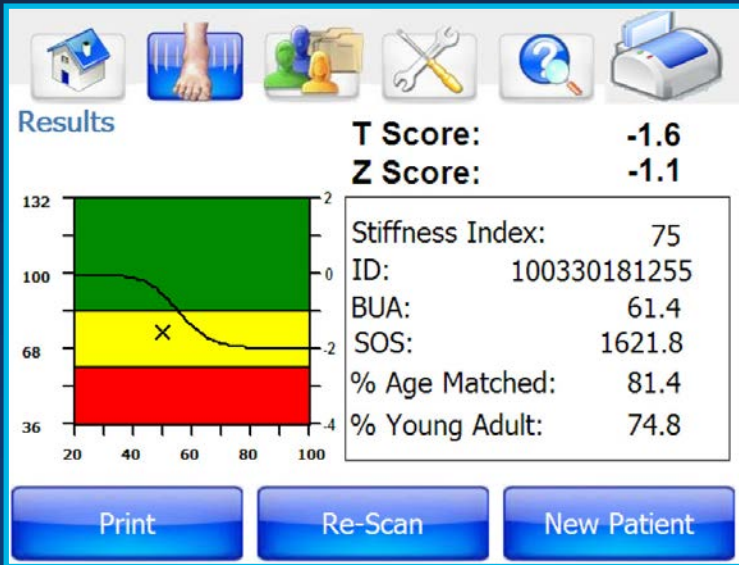 Results
T Score: -1.6
Z Score: -1.1
132
100
68
36
2
0
-2
-4
20 40 60 80 100
Stiffness Index: 75
ID: 100330181255
BUA: 61.4
SOS: 1621.8
% Age Matched: 81.4
% Young Adult: 74.8
Print Re-Scan New Patient